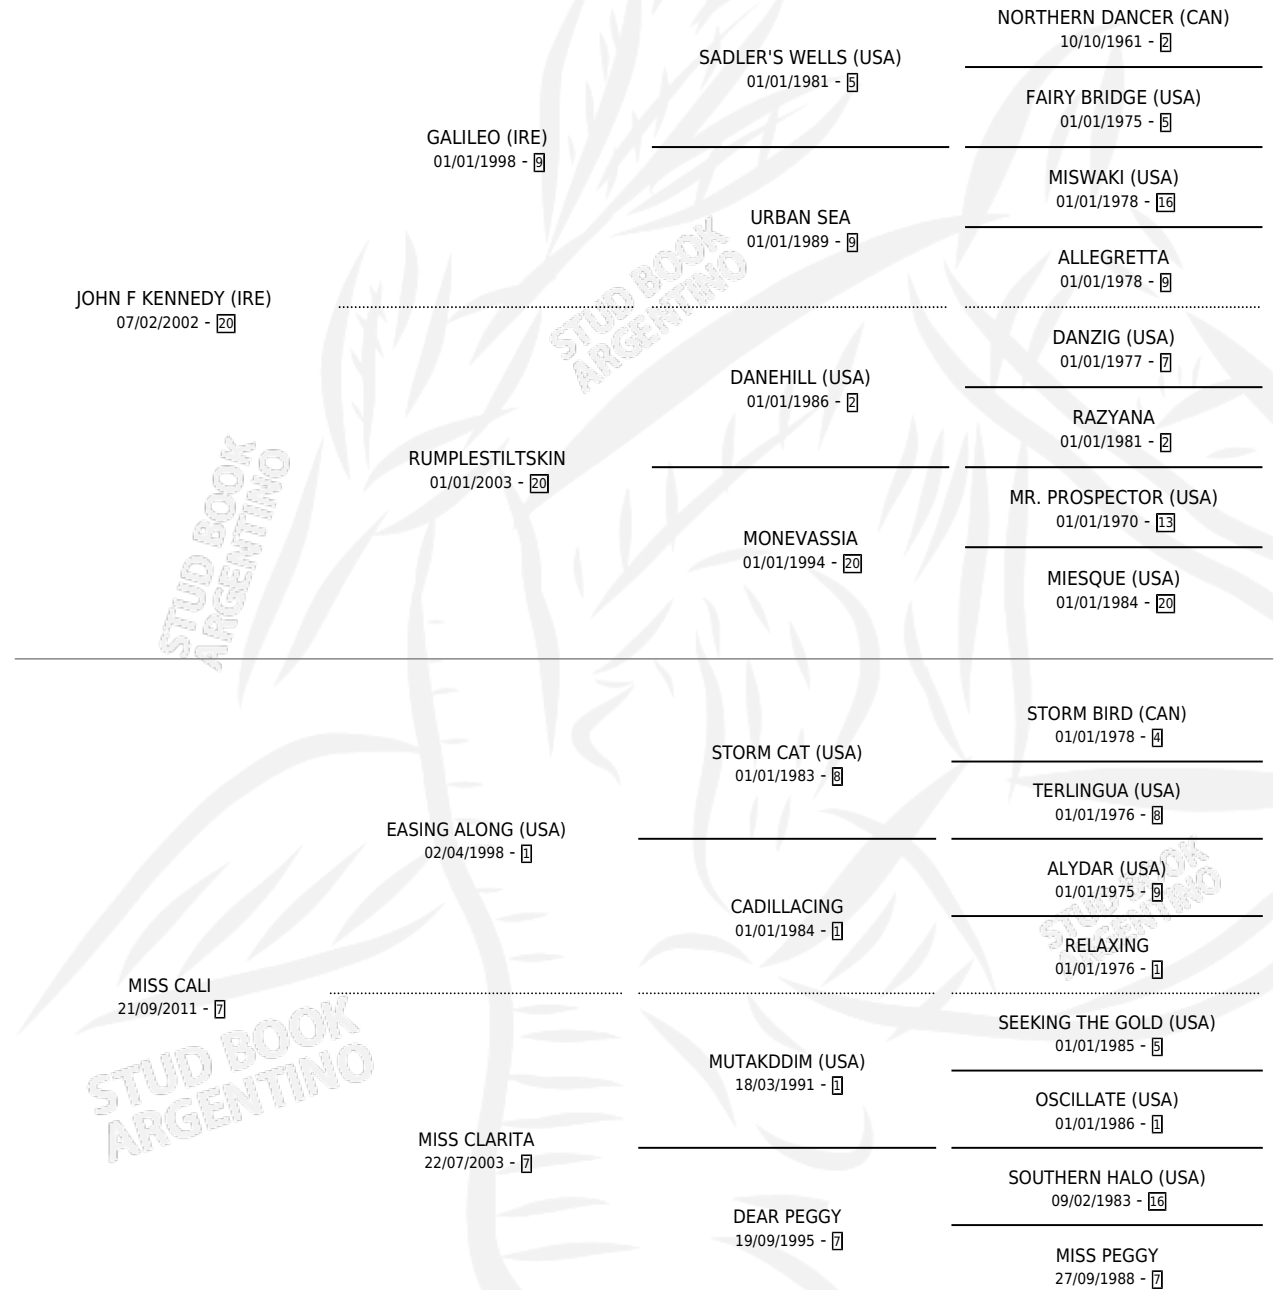 NORTHERN DANCER (CAN)
10/10/1961 - 2
SADLER'S WELLS (USA)
01/01/1981 - 5
FAIRY BRIDGE (USA)
01/01/1975 - 5
GALILEO (IRE)
01/01/1998 - 9
MISWAKI (USA)
01/01/1978 - 16
URBAN SEA
01/01/1989 - 9
ALLEGRETTA
01/01/1978 - 9
STUD BOOK
ARGENTINO
JOHN F KENNEDY (IRE)
07/02/2002 - 20
DANZIG (USA)
01/01/1977 - 7
DANEHILL (USA)
01/01/1986 - 2
RAZYANA
01/01/1981 - 2
RUMPLESTILTSKIN
01/01/2003 - 20
MR. PROSPECTOR (USA)
01/01/1970 - 13
MONEVASSIA
01/01/1994 - 20
MIESQUE (USA)
01/01/1984 - 20
STUD BOOK
ARGENTINO
STORM BIRD (CAN)
01/01/1978 - 4
STORM CAT (USA)
01/01/1983 - 8
TERLINGUA (USA)
01/01/1976 - 8
EASING ALONG (USA)
02/04/1998 - 1
ALYDAR (USA)
01/01/1975 - 9
CADILLACING
01/01/1984 - 1
RELAXING
01/01/1976 - 1
STUD BOOK
ARGENTINO
MISS CALI
21/09/2011 - 7
SEEKING THE GOLD (USA)
01/01/1985 - 5
MUTAKDDIM (USA)
18/03/1991 - 1
OSCILLATE (USA)
01/01/1986 - 1
STUD BOOK
ARGENTINO
MISS CLARITA
22/07/2003 - 7
SOUTHERN HALO (USA)
09/02/1983 - 16
DEAR PEGGY
19/09/1995 - 7
MISS PEGGY
27/09/1988 - 7